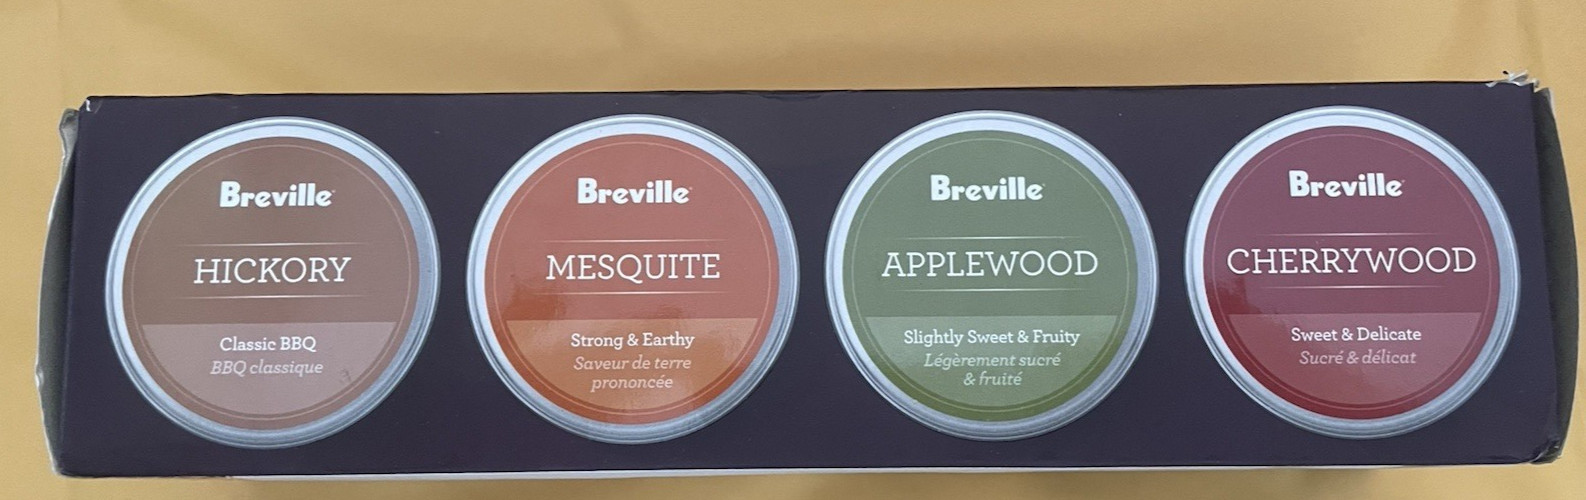 Breville
HICKORY
Classic BBQ
BBQ classique
Breville
MESQUITE
Strong & Earthy
Saveur de terre
prononcée
Breville
APPLEWOOD
Slightly Sweet & Fruity
Légèrement sucré
& fruité
Breville
CHERRYWOOD
Sweet & Delicate
Sucré & délicat